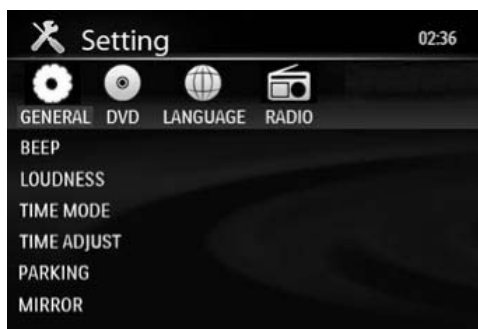 Setting 02:36
GENERAL DVD LANGUAGE RADIO
BEEP
LOUDNESS
TIME MODE
TIME ADJUST
PARKING
MIRROR